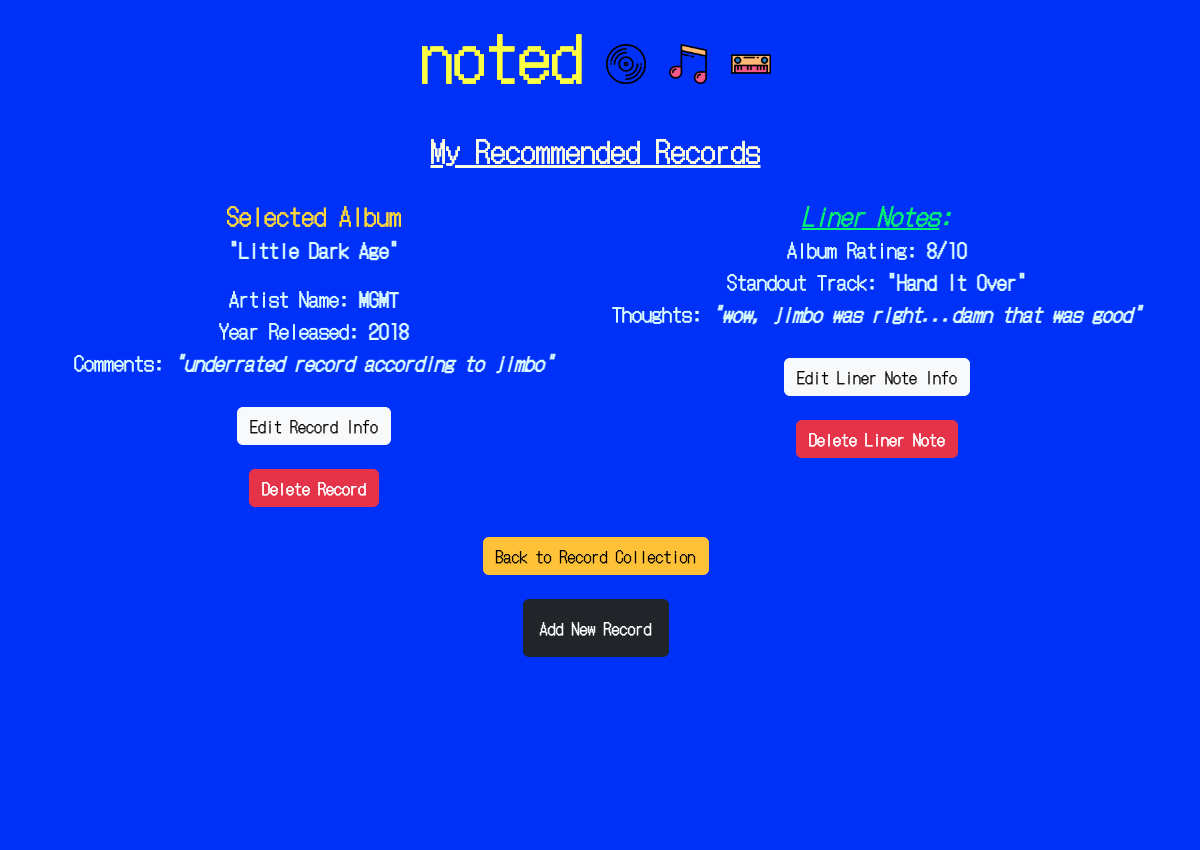 noted
My Recommended Records
Selected Album
"Little Dark Age"
Artist Name: MGMT
Year Released: 2018
Comments: "underrated record according to jimbo"
Edit Record Info
Delete Record
Liner Notes:
Album Rating: 8/10
Standout Track: "Hand It Over"
Thoughts: "wow, jimbo was right...damn that was good"
Edit Liner Note Info
Delete Liner Note
Back to Record Collection
Add New Record